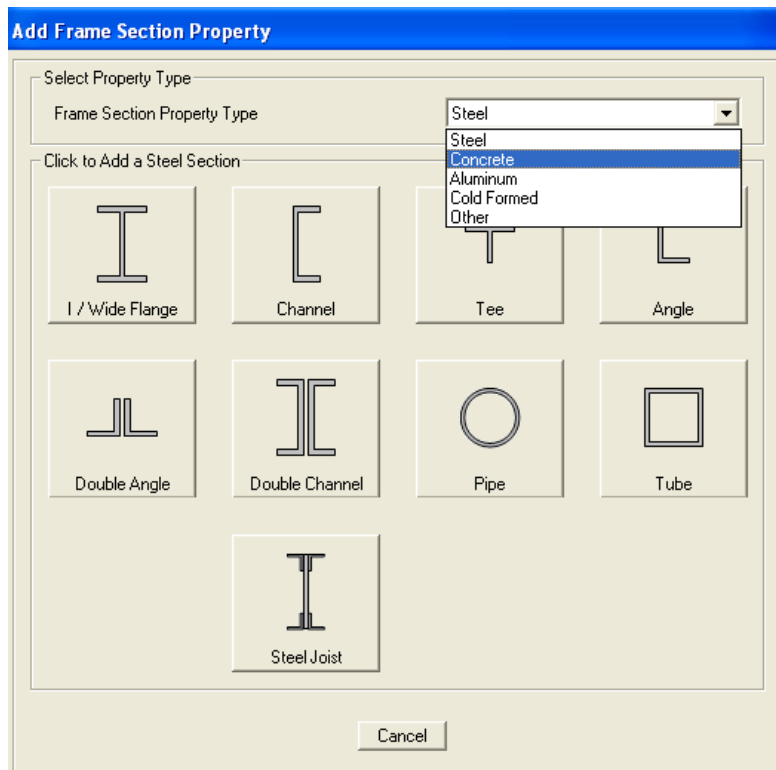 Add Frame Section Property
Select Property Type
Frame Section Property Type
Steel
Steel
Concrete
Aluminum
Cold Formed
Other
Click to Add a Steel Section
I / Wide Flange
Channel
Tee
Angle
Double Angle
Double Channel
Pipe
Tube
Steel Joist
Cancel